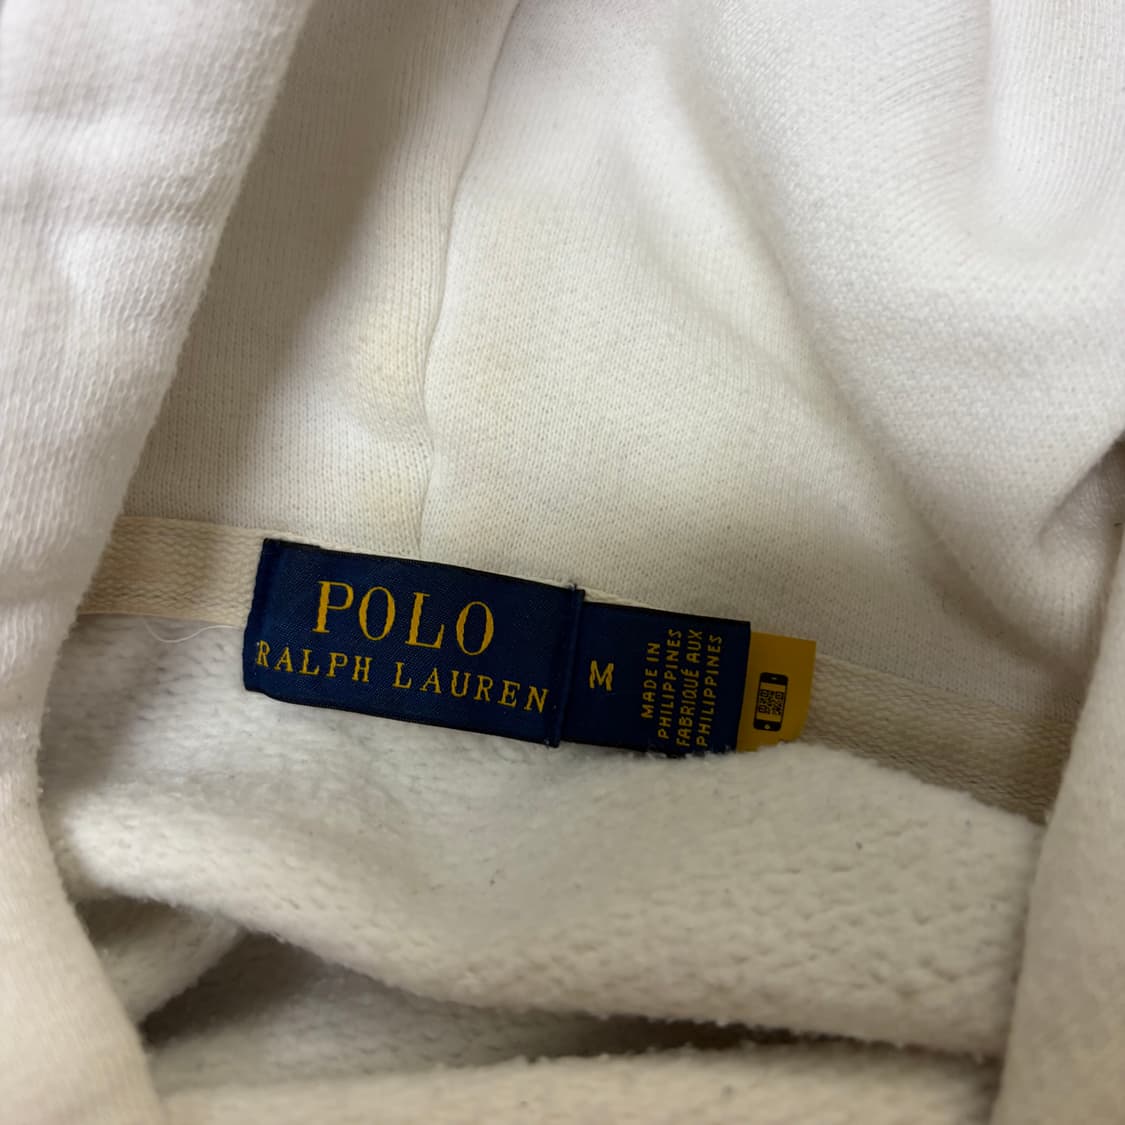 POLO
RALPH LAUREN
M
MADE IN
PHILIPPINES
FABRIQUÉ AUX
PHILIPPINES